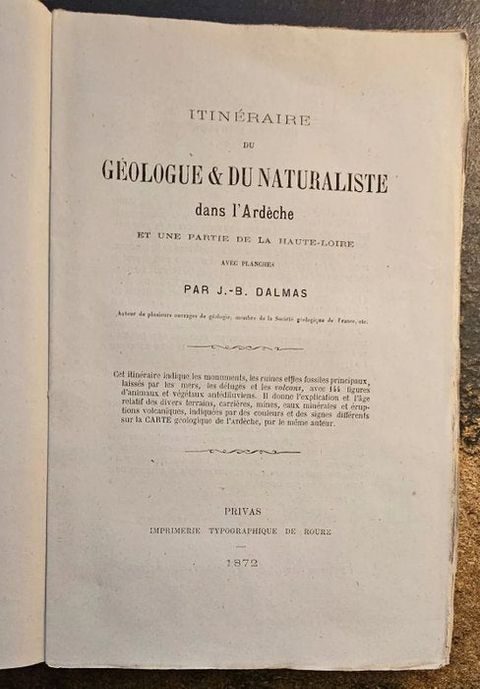 ITINÉRAIRE
DU
GÉOLOGUE & DU NATURALISTE
dans l'Ardèche
ET UNE PARTIE DE LA HAUTE-LOIRE
AVEC PLANCHES
PAR J.-B. DALMAS
Auteur de plusieurs ouvrages de géologie, membre de la Société géologique de France, etc.
Cet itinéraire indique les monuments, les ruines et les fossiles principaux,
laissés par les mers, les déluges et les volcans, avec 144 figures
d'animaux et végétaux antédiluviens. Il donne l'explication et l'âge
relatif des divers terrains, carrières, mines, eaux minérales et érup-
tions volcaniques, indiquées par des couleurs et des signes différents
sur la CARTE géologique de l'Ardèche, par le même auteur.
PRIVAS
IMPRIMERIE TYPOGRAPHIQUE DE ROURE
1872